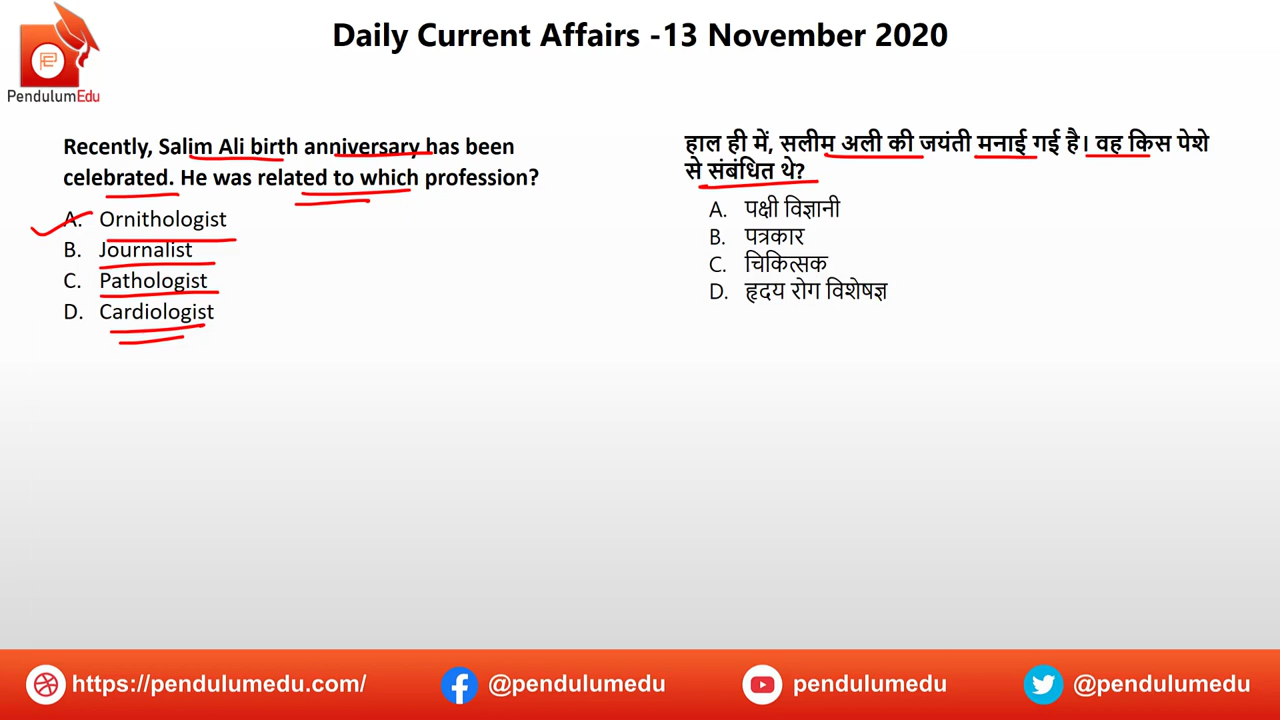 Daily Current Affairs -13 November 2020
PendulumEdu
Recently, Salim Ali birth anniversary has been
celebrated. He was related to which profession?
A. Ornithologist
B. Journalist
C. Pathologist
D. Cardiologist
हाल ही में, सलीम अली की जयंती मनाई गई है। वह किस पेशे
से संबंधित थे?
A. पक्षी विज्ञानी
B. पत्रकार
C. चिकित्सक
D. हृदय रोग विशेषज्ञ
https://pendulumedu.com/ @pendulumedu pendulumedu @pendulumedu